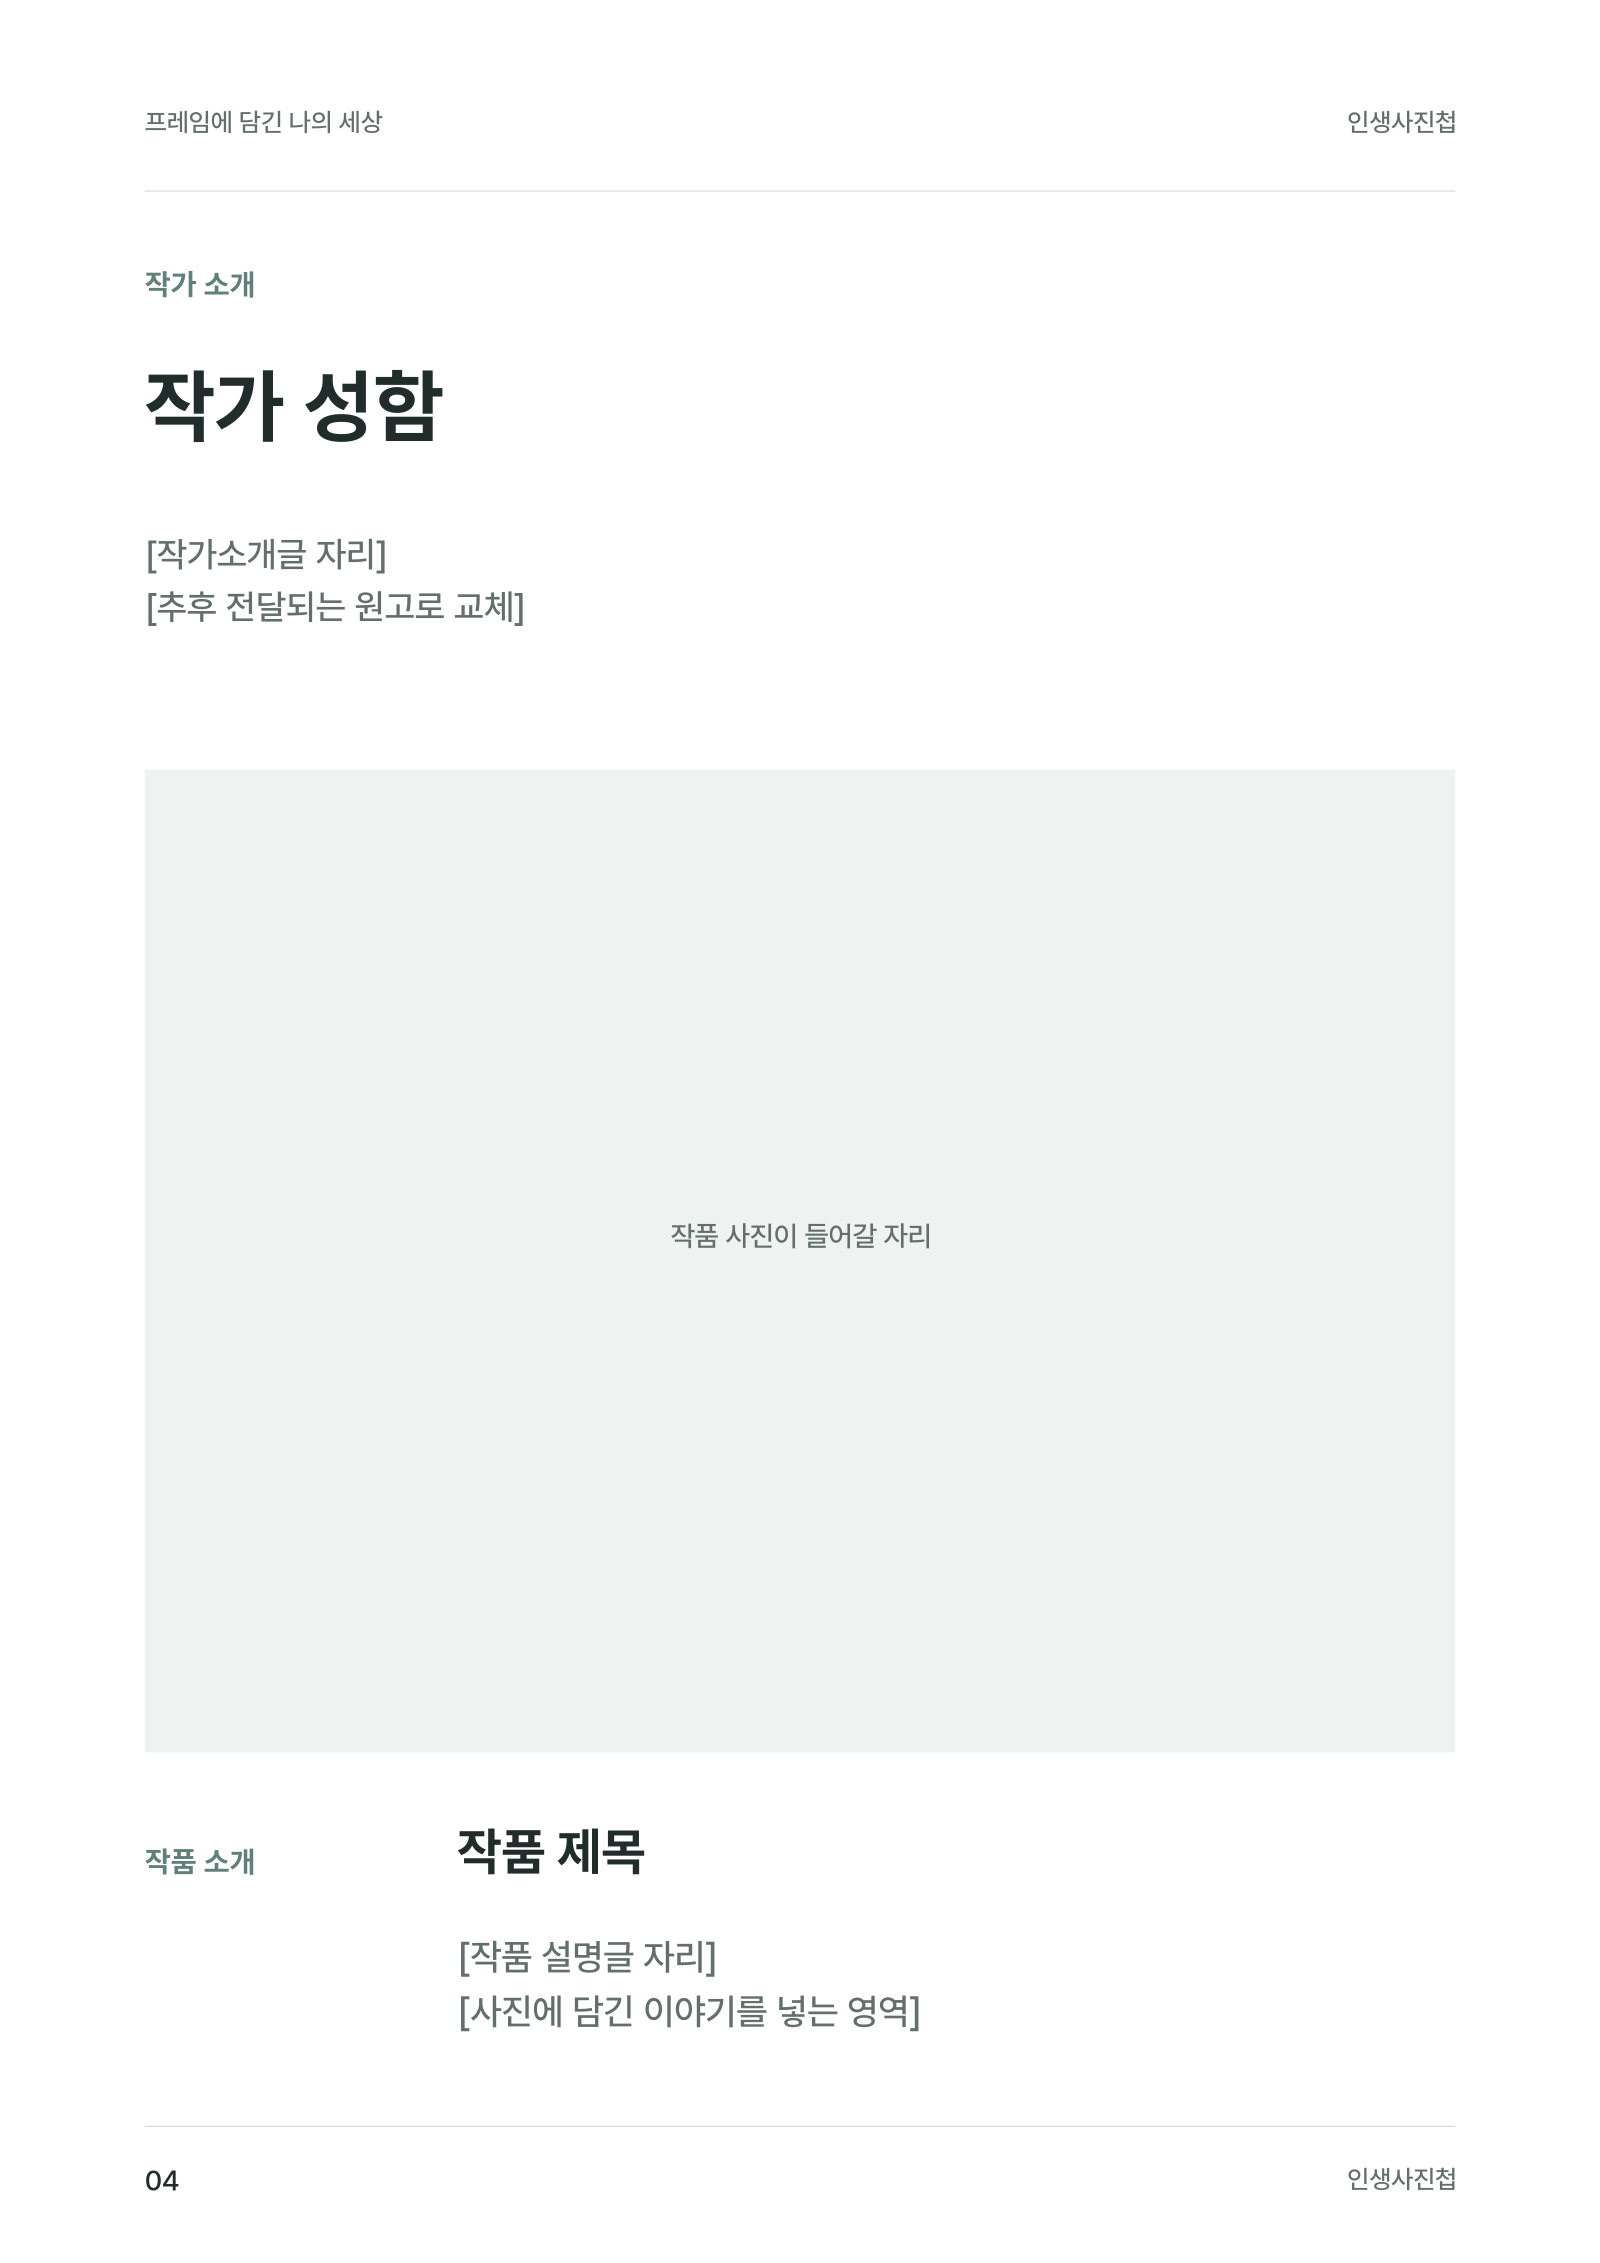 프레임에 담긴 나의 세상
인생사진첩
작가 소개
작가 성함
[작가소개글 자리]
[추후 전달되는 원고로 교체]
작품 사진이 들어갈 자리
작품 소개
작품 제목
[작품 설명글 자리]
[사진에 담긴 이야기를 넣는 영역]
04
인생사진첩